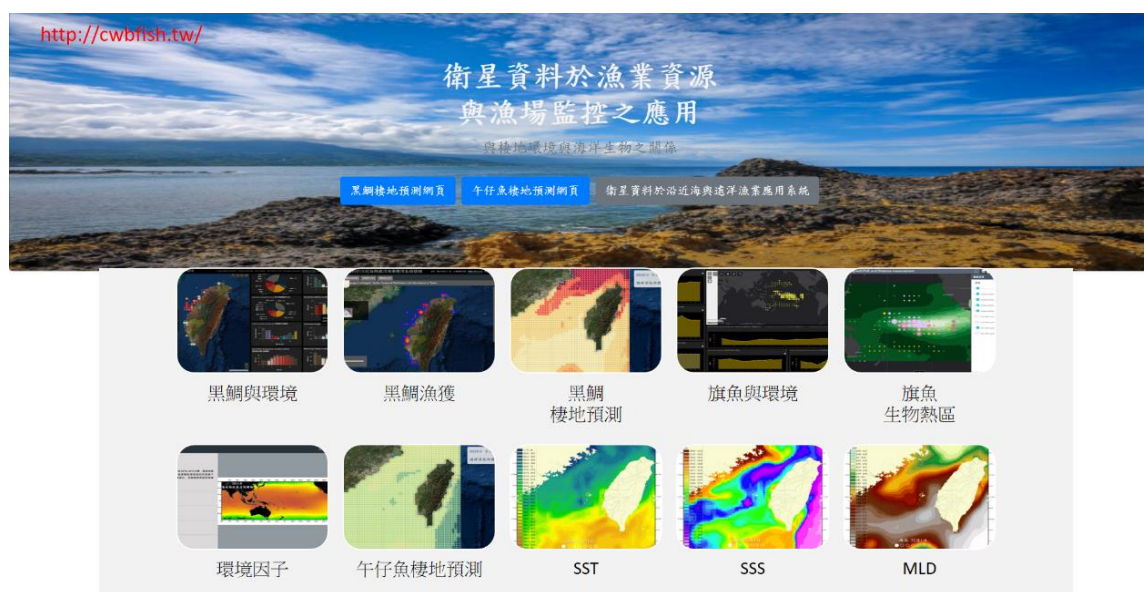 http://cwbfish.tw/
衛星資料於漁業資源
與漁場監控之應用
與棲地環境與海洋生物之關係
黑鯛棲地預測網頁
午仔魚棲地預測網頁
衛星資料於沿近海與遠洋漁業應用系統
黑鯛與環境
黑鯛漁獲
黑鯛
棲地預測
旗魚與環境
旗魚
生物熱區
環境因子
午仔魚棲地預測
SST
SSS
MLD